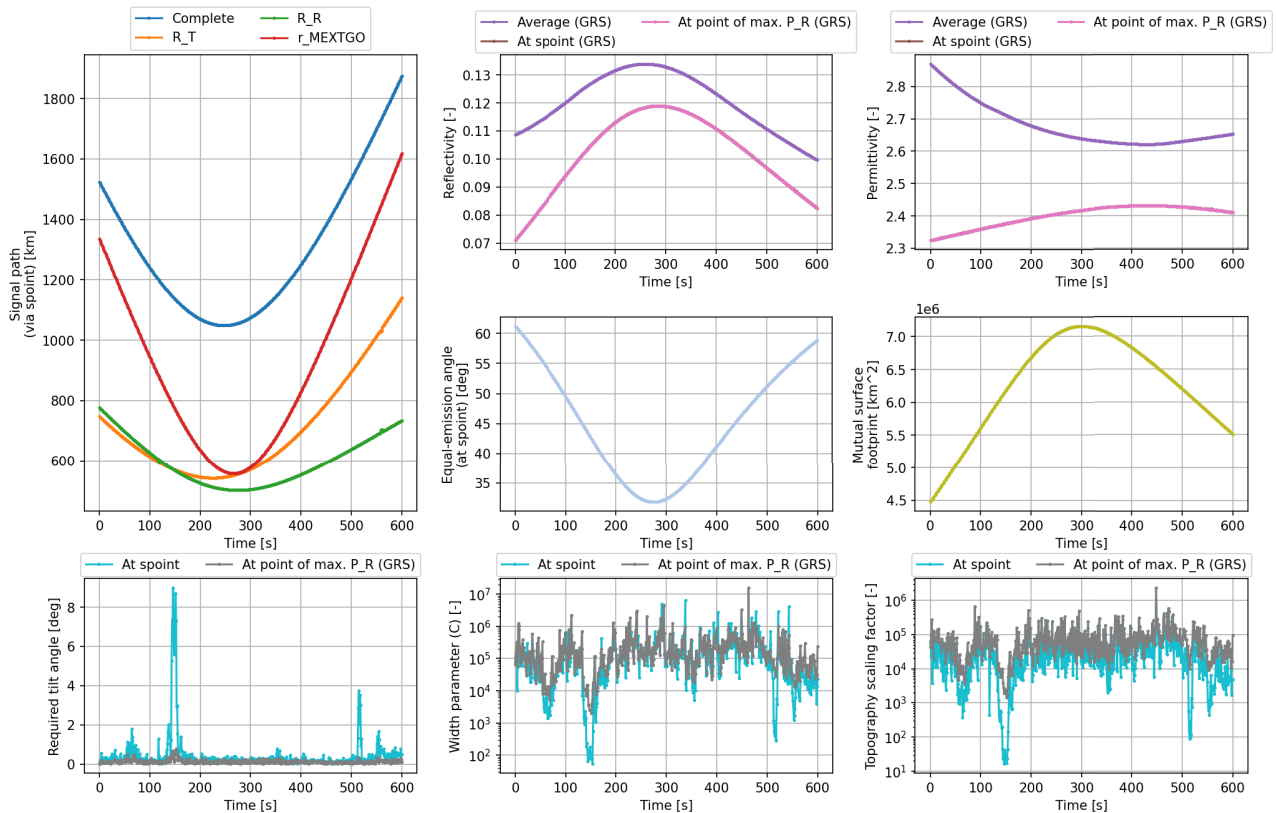 Complete
R_T
R_R
r_MEXTGO
Signal path
(via spoint) [km]
1800
1600
1400
1200
1000
800
600
0 100 200 300 400 500 600
Time [s]
Average (GRS)
At spoint (GRS)
At point of max. P_R (GRS)
Reflectivity [-]
0.13
0.12
0.11
0.10
0.09
0.08
0.07
0 100 200 300 400 500 600
Time [s]
Average (GRS)
At spoint (GRS)
At point of max. P_R (GRS)
Permittivity [-]
2.8
2.7
2.6
2.5
2.4
2.3
0 100 200 300 400 500 600
Time [s]
Equal-emission angle
(at spoint) [deg]
60
55
50
45
40
35
0 100 200 300 400 500 600
Time [s]
1e6
Mutual surface
footprint [km^2]
7.0
6.5
6.0
5.5
5.0
4.5
0 100 200 300 400 500 600
Time [s]
At spoint
At point of max. P_R (GRS)
Required tilt angle [deg]
8
6
4
2
0
0 100 200 300 400 500 600
Time [s]
At spoint
At point of max. P_R (GRS)
Width parameter (C) [-]
10^7
10^6
10^5
10^4
10^3
10^2
0 100 200 300 400 500 600
Time [s]
At spoint
At point of max. P_R (GRS)
Topography scaling factor [-]
10^6
10^5
10^4
10^3
10^2
10^1
0 100 200 300 400 500 600
Time [s]